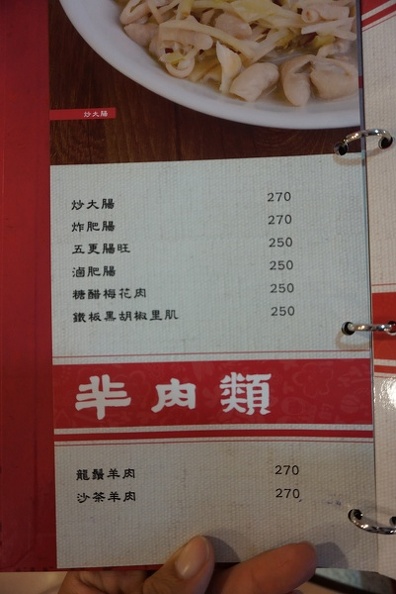 炒大腸
炒大腸 270
炸肥腸 270
五更腸旺 250
滷肥腸 250
糖醋梅花肉 250
鐵板黑胡椒里肌 250
羊肉類
龍鬚羊肉 270
沙茶羊肉 270